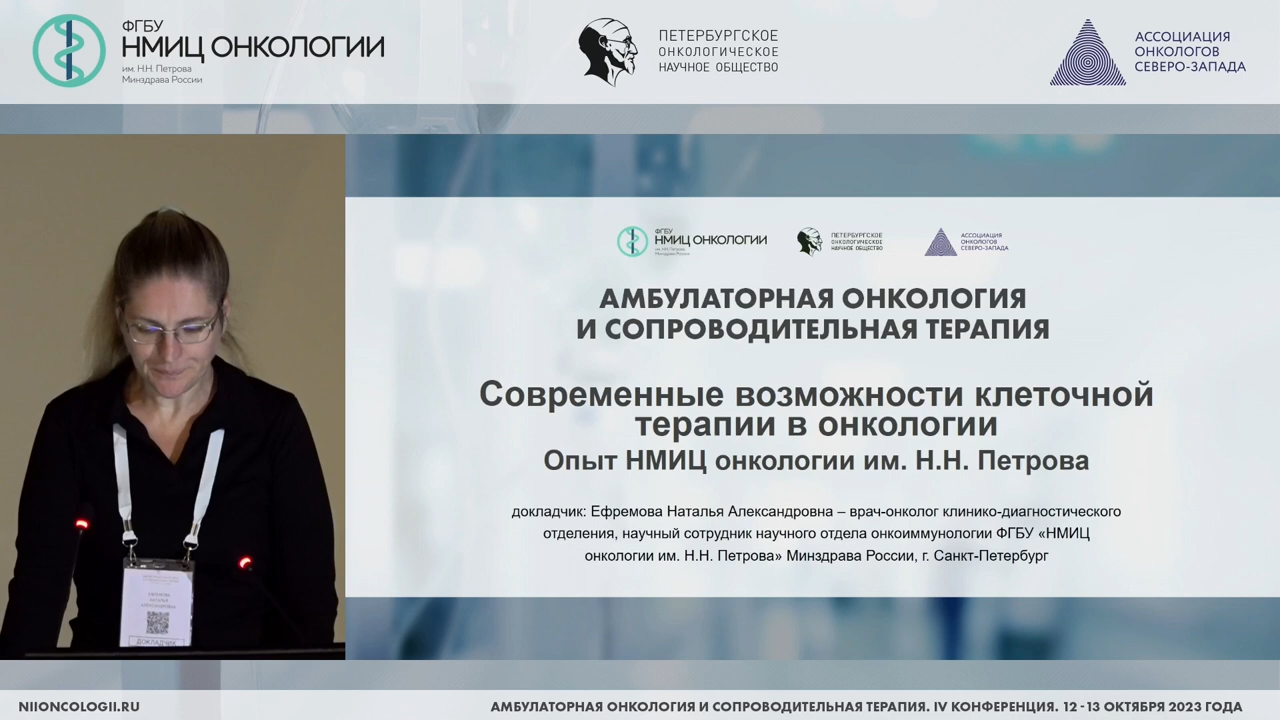 ФГБУ
НМИЦ ОНКОЛОГИИ
им. Н.Н. Петрова
Минздрава России
ПЕТЕРБУРГСКОЕ
ОНКОЛОГИЧЕСКОЕ
НАУЧНОЕ ОБЩЕСТВО
АССОЦИАЦИЯ
ОНКОЛОГОВ
СЕВЕРО-ЗАПАДА
ФГБУ
НМИЦ ОНКОЛОГИИ
им. Н.Н. Петрова
Минздрава России
ПЕТЕРБУРГСКОЕ
ОНКОЛОГИЧЕСКОЕ
НАУЧНОЕ ОБЩЕСТВО
АССОЦИАЦИЯ
ОНКОЛОГОВ
СЕВЕРО-ЗАПАДА
АМБУЛАТОРНАЯ ОНКОЛОГИЯ
И СОПРОВОДИТЕЛЬНАЯ ТЕРАПИЯ
Современные возможности клеточной
терапии в онкологии
Опыт НМИЦ онкологии им. Н.Н. Петрова
докладчик: Ефремова Наталья Александровна – врач-онколог клинико-диагностического
отделения, научный сотрудник научного отдела онкоиммунологии ФГБУ «НМИЦ
онкологии им. Н.Н. Петрова» Минздрава России, г. Санкт-Петербург
ДОКЛАДЧИК
NIIONCOLOGII.RU
АМБУЛАТОРНАЯ ОНКОЛОГИЯ И СОПРОВОДИТЕЛЬНАЯ ТЕРАПИЯ. IV КОНФЕРЕНЦИЯ. 12 - 13 ОКТЯБРЯ 2023 ГОДА